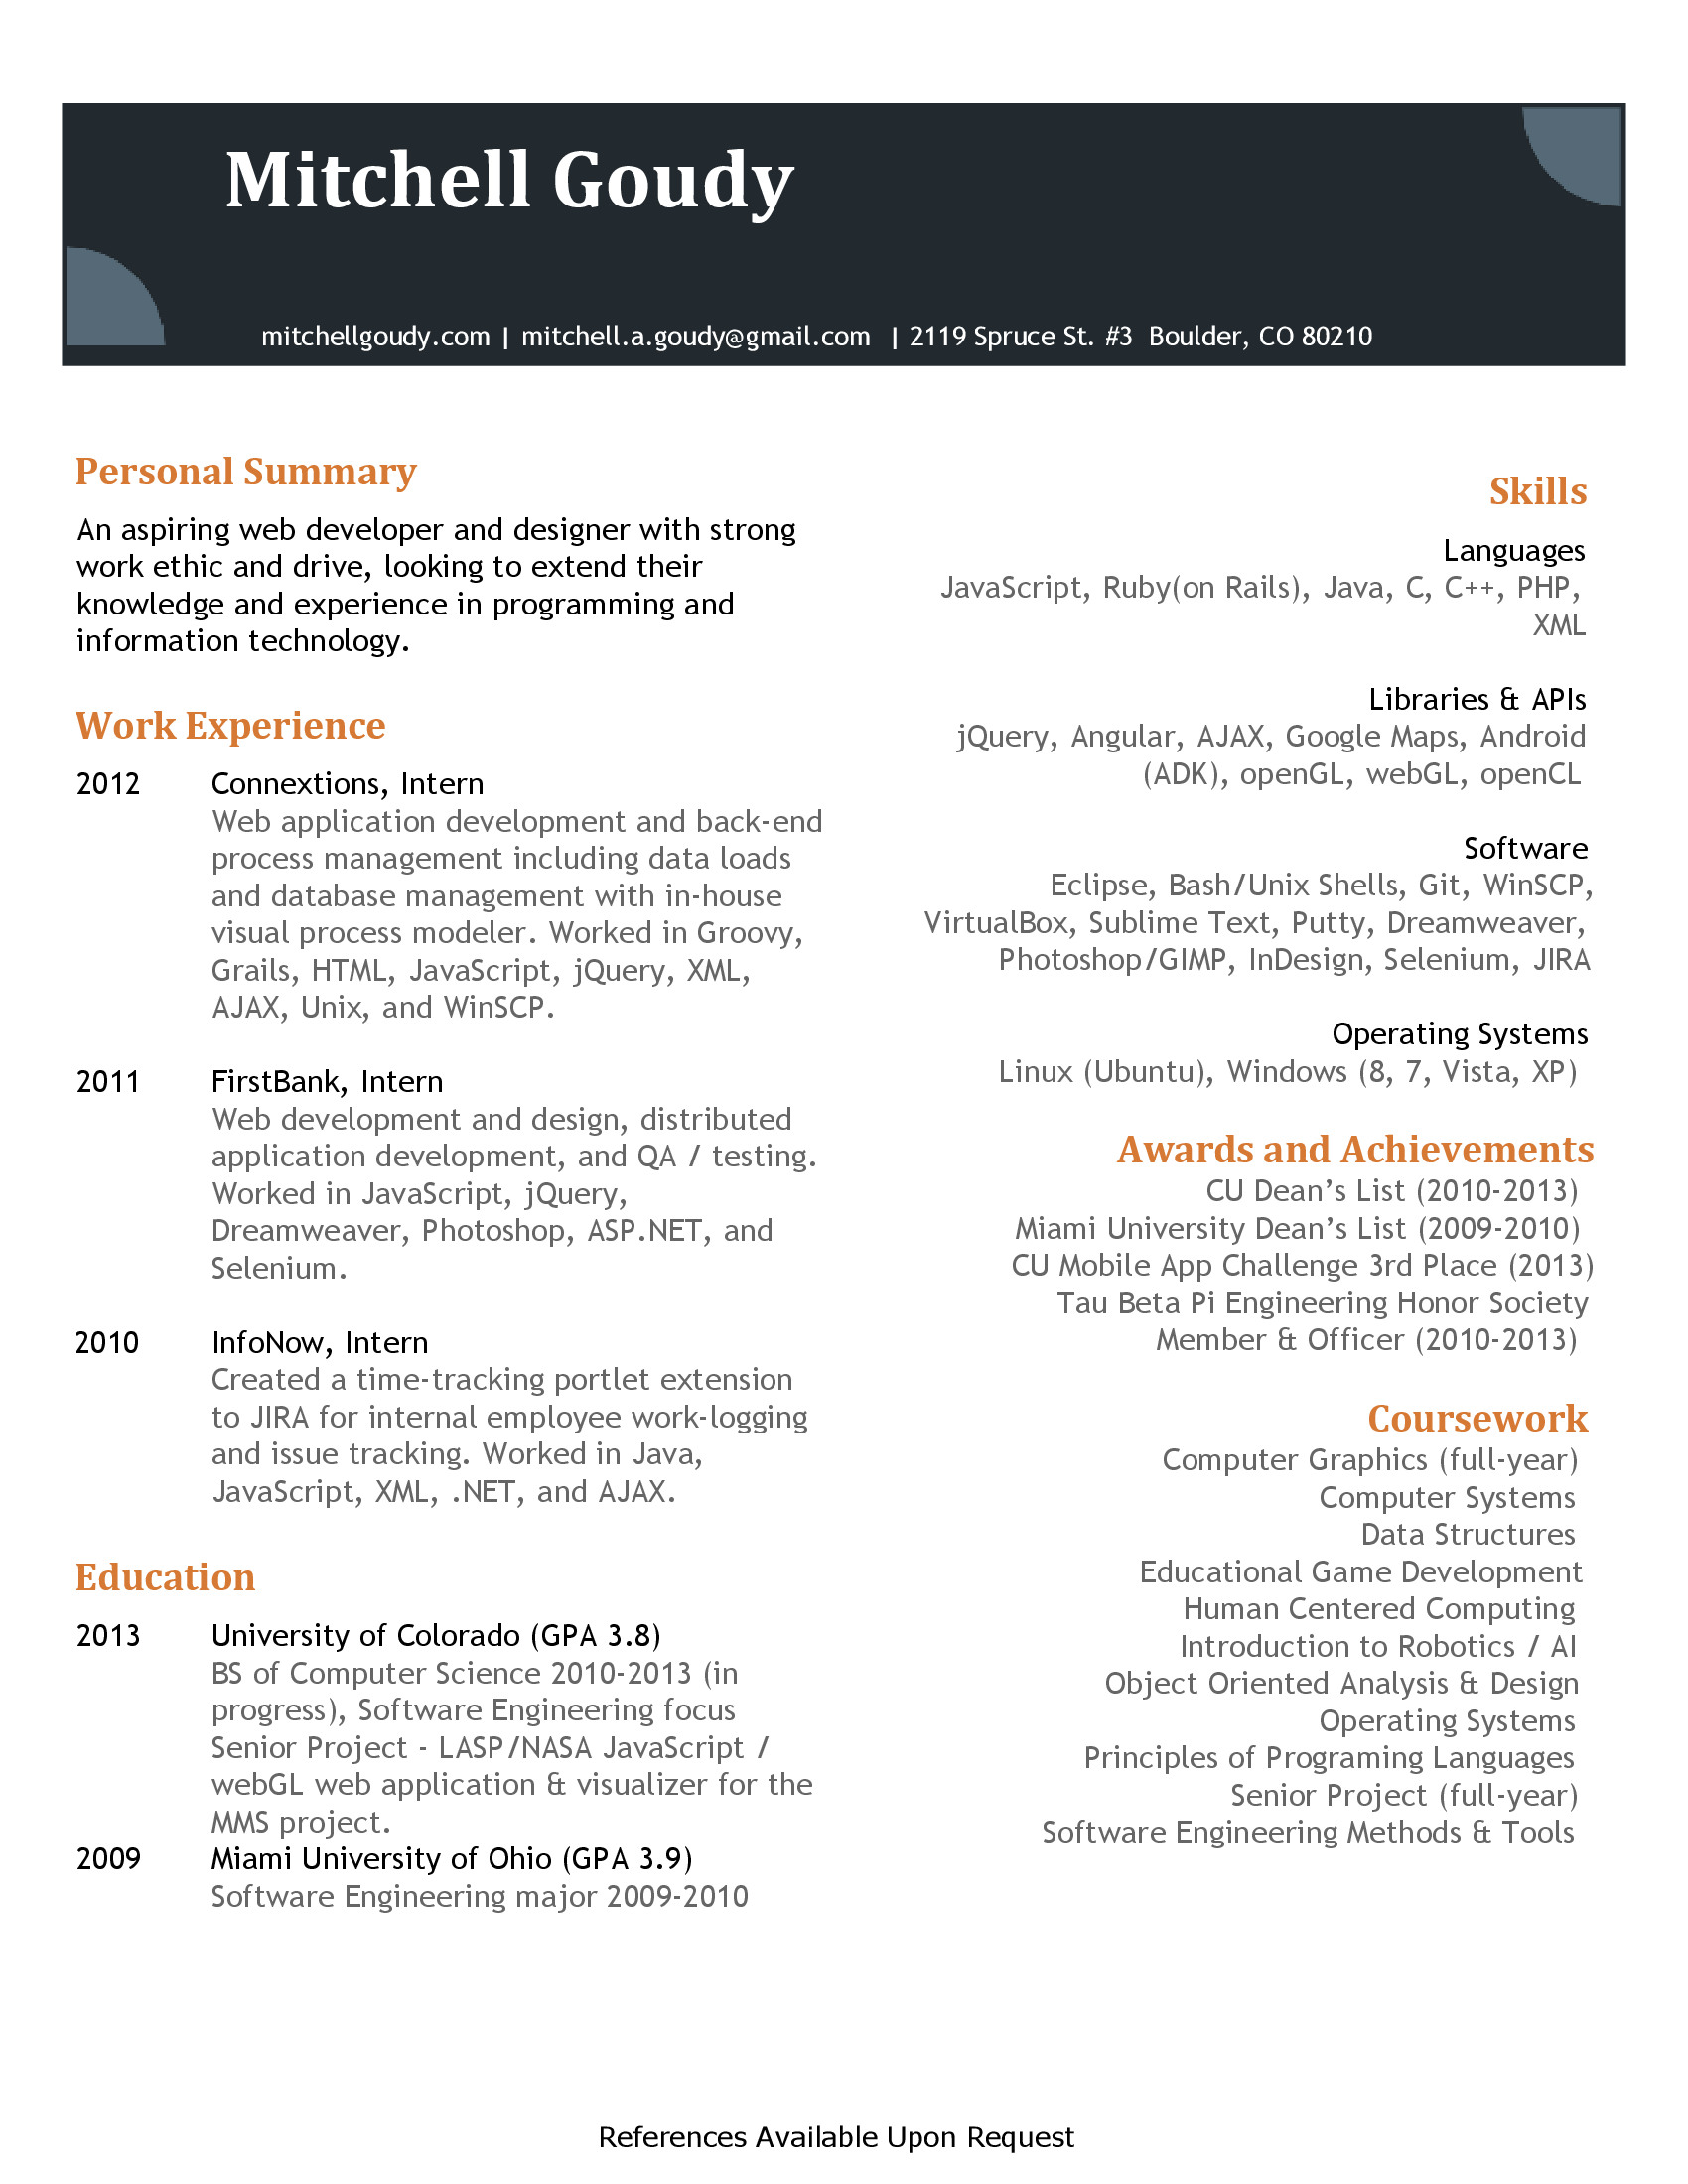 Mitchell Goudy
mitchellgoudy.com | mitchell.a.goudy@gmail.com | 2119 Spruce St. #3 Boulder, CO 80210
Personal Summary
An aspiring web developer and designer with strong
work ethic and drive, looking to extend their
knowledge and experience in programming and
information technology.
Work Experience
2012 Connextions, Intern
Web application development and back-end
process management including data loads
and database management with in-house
visual process modeler. Worked in Groovy,
Grails, HTML, JavaScript, jQuery, XML,
AJAX, Unix, and WinSCP.
2011 FirstBank, Intern
Web development and design, distributed
application development, and QA / testing.
Worked in JavaScript, jQuery,
Dreamweaver, Photoshop, ASP.NET, and
Selenium.
2010 InfoNow, Intern
Created a time-tracking portlet extension
to JIRA for internal employee work-logging
and issue tracking. Worked in Java,
JavaScript, XML, .NET, and AJAX.
Education
2013 University of Colorado (GPA 3.8)
BS of Computer Science 2010-2013 (in
progress), Software Engineering focus
Senior Project - LASP/NASA JavaScript /
webGL web application & visualizer for the
MMS project.
2009 Miami University of Ohio (GPA 3.9)
Software Engineering major 2009-2010
Skills
Languages
JavaScript, Ruby(on Rails), Java, C, C++, PHP,
XML
Libraries & APIs
jQuery, Angular, AJAX, Google Maps, Android
(ADK), openGL, webGL, openCL
Software
Eclipse, Bash/Unix Shells, Git, WinSCP,
VirtualBox, Sublime Text, Putty, Dreamweaver,
Photoshop/GIMP, InDesign, Selenium, JIRA
Operating Systems
Linux (Ubuntu), Windows (8, 7, Vista, XP)
Awards and Achievements
CU Dean’s List (2010-2013)
Miami University Dean’s List (2009-2010)
CU Mobile App Challenge 3rd Place (2013)
Tau Beta Pi Engineering Honor Society
Member & Officer (2010-2013)
Coursework
Computer Graphics (full-year)
Computer Systems
Data Structures
Educational Game Development
Human Centered Computing
Introduction to Robotics / AI
Object Oriented Analysis & Design
Operating Systems
Principles of Programing Languages
Senior Project (full-year)
Software Engineering Methods & Tools
References Available Upon Request